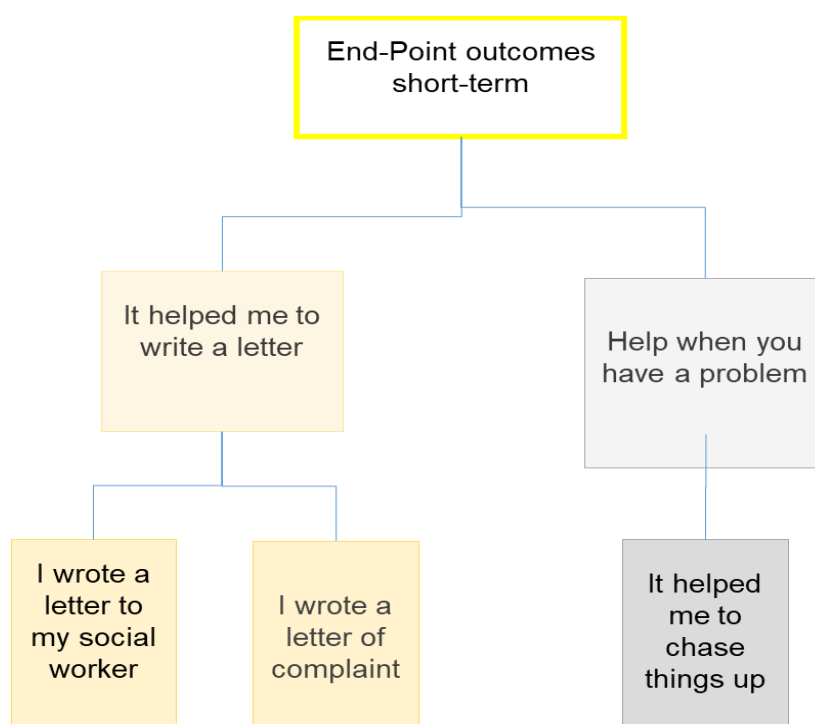 End-Point outcomes
short-term
It helped me to
write a letter
Help when you
have a problem
I wrote a
letter to
my social
worker
I wrote a
letter of
complaint
It helped
me to
chase
things up